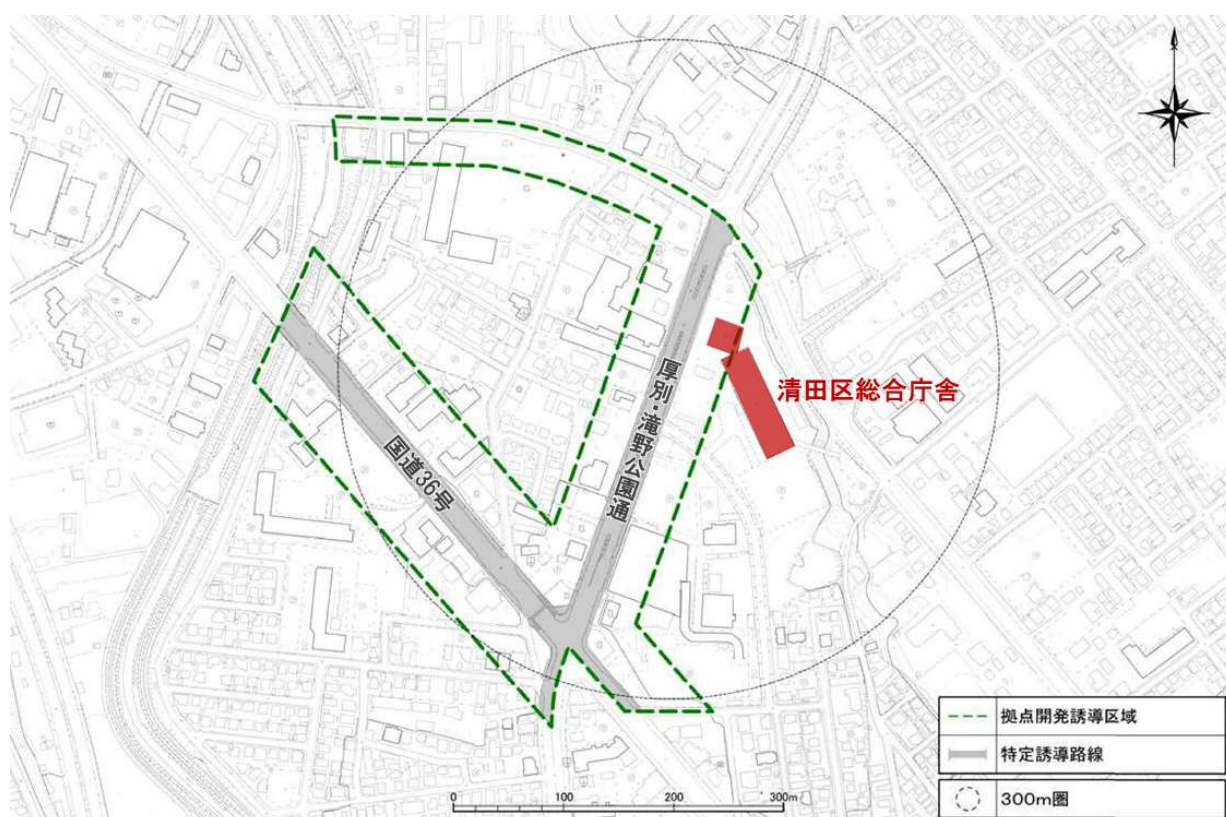 清田区総合庁舎
厚別・滝野公園通
国道36号
拠点開発誘導区域
特定誘導路線
300m圏
0 100 200 300m